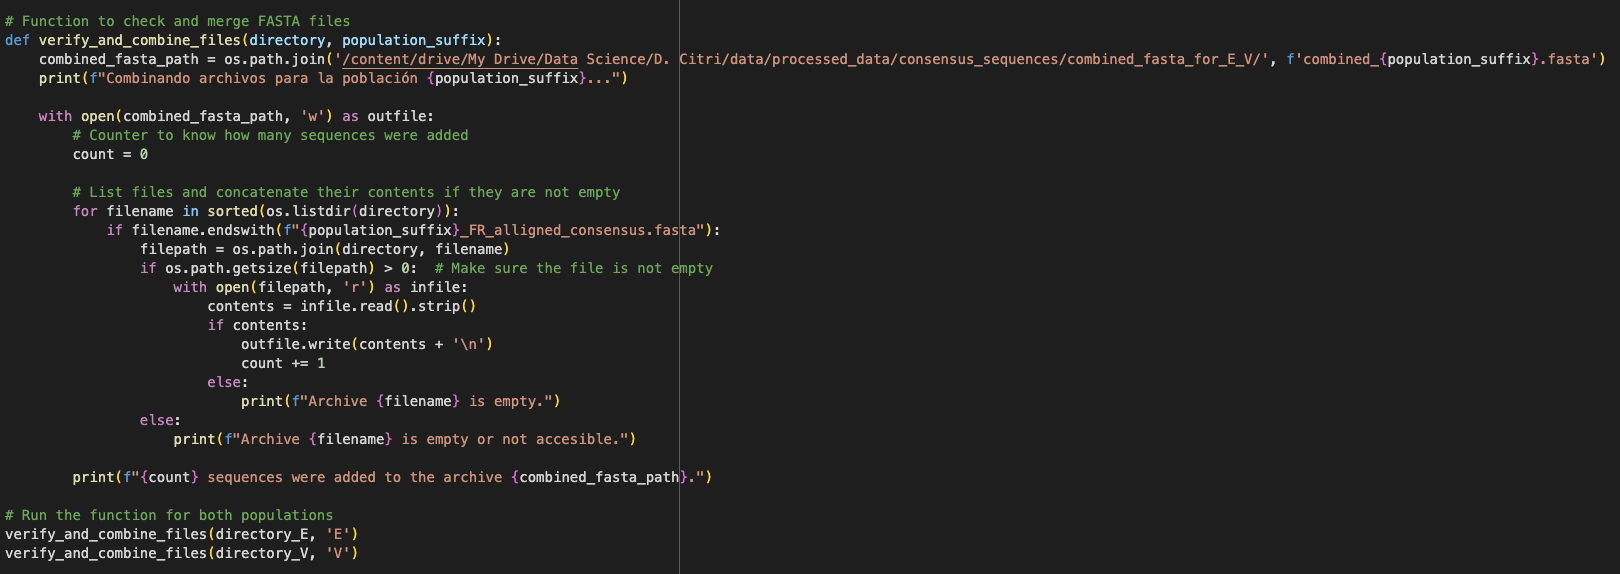 # Function to check and merge FASTA files
def verify_and_combine_files(directory, population_suffix):
    combined_fasta_path = os.path.join('/content/drive/My Drive/Data Science/D. Citri/data/processed_data/consensus_sequences/combined_fasta_for_E_V/', f'combined_{population_suffix}.fasta')
    print(f"Combinando archivos para la población {population_suffix}...")

    with open(combined_fasta_path, 'w') as outfile:
        # Counter to know how many sequences were added
        count = 0

        # List files and concatenate their contents if they are not empty
        for filename in sorted(os.listdir(directory)):
            if filename.endswith(f"{population_suffix}_FR_alligned_consensus.fasta"):
                filepath = os.path.join(directory, filename)
                if os.path.getsize(filepath) > 0:  # Make sure the file is not empty
                    with open(filepath, 'r') as infile:
                        contents = infile.read().strip()
                        if contents:
                            outfile.write(contents + '\n')
                            count += 1
                        else:
                            print(f"Archive {filename} is empty.")
                else:
                    print(f"Archive {filename} is empty or not accesible.")

        print(f"{count} sequences were added to the archive {combined_fasta_path}.")

# Run the function for both populations
verify_and_combine_files(directory_E, 'E')
verify_and_combine_files(directory_V, 'V')